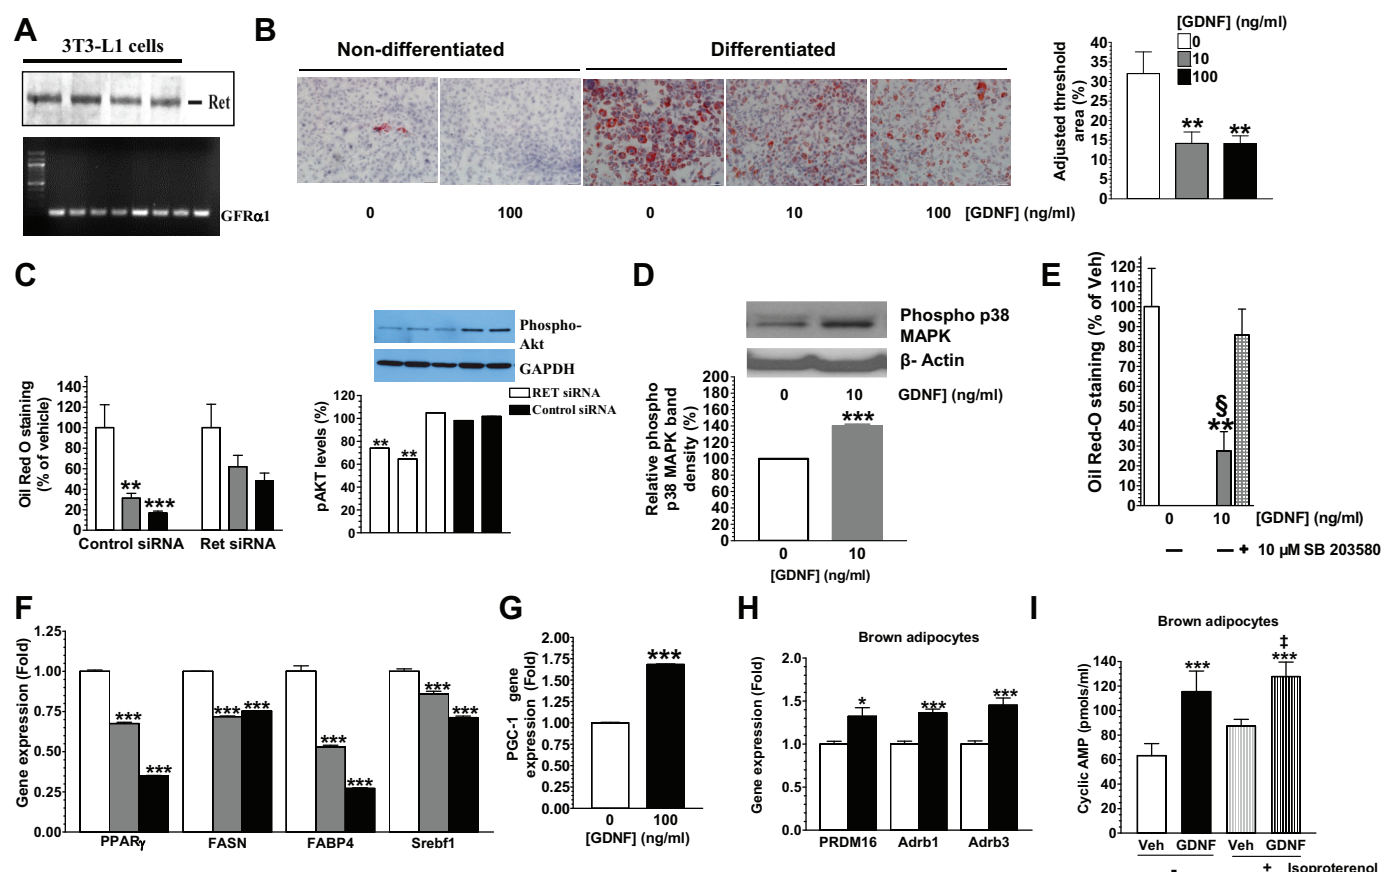 A
3T3-L1 cells
Ret
GFRα1
B
Non-differentiated
Differentiated
0
100
0
10
100
[GDNF] (ng/ml)
[GDNF] (ng/ml)
0
10
100
Adjusted threshold
area (%)
40
35
30
25
20
15
10
5
0
**
**
C
Oil Red O staining
(% of vehicle)
140
120
100
80
60
40
20
0
**
***
Control siRNA
Ret siRNA
Phospho-
Akt
GAPDH
RET siRNA
Control siRNA
pAKT levels (%)
120
100
80
60
40
20
0
**
**
D
Phospho p38
MAPK
β- Actin
0
10
GDNF] (ng/ml)
Relative phospho
p38 MAPK band
density (%)
200
180
160
140
120
100
80
60
40
20
0
***
0
10
[GDNF] (ng/ml)
E
Oil Red-O staining (% of Veh)
120
110
100
90
80
70
60
50
40
30
20
10
0
§
**
0
10
[GDNF] (ng/ml)
—
—
+
10 µM SB 203580
F
Gene expression (Fold)
1.25
1.00
0.75
0.50
0.25
0.00
***
***
***
***
***
***
***
***
PPARγ
FASN
FABP4
Srebf1
G
PGC-1 gene
expression (Fold)
2.00
1.75
1.50
1.25
1.00
0.75
0.50
0.25
0.00
***
0
100
[GDNF] (ng/ml)
H
Brown adipocytes
Gene expression (Fold)
2.0
1.5
1.0
0.5
0.0
*
***
***
PRDM16
Adrb1
Adrb3
I
Brown adipocytes
Cyclic AMP (pmols/ml)
140
120
100
80
60
40
20
0
***
‡
***
Veh
GDNF
Veh
GDNF
-
+
Isoproterenol